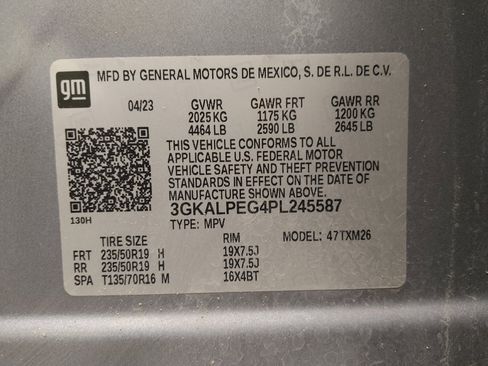 gm MFD BY GENERAL MOTORS DE MEXICO, S. DE R.L. DE C.V.
04/23 GVWR GAWR FRT GAWR RR
2025 KG 1175 KG 1200 KG
4464 LB 2590 LB 2645 LB
THIS VEHICLE CONFORMS TO ALL
APPLICABLE U.S. FEDERAL MOTOR
VEHICLE SAFETY AND THEFT PREVENTION
STANDARDS IN EFFECT ON THE DATE OF
MANUFACTURE SHOWN ABOVE.
3GKALPEG4PL245587
130H
TYPE: MPV MODEL: 47TXM26
TIRE SIZE RIM
FRT 235/50R19 H 19X7.5J
RR 235/50R19 H 19X7.5J
SPA T135/70R16 M 16X4BT